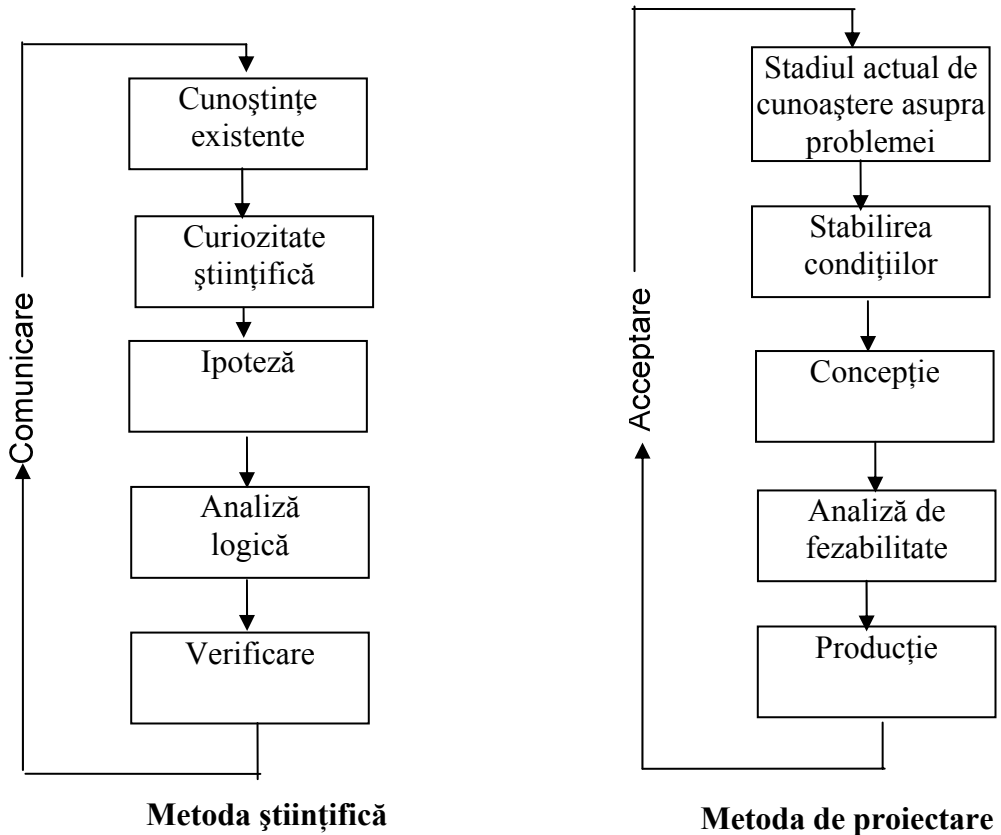 Cunoştinţe
existente
Curiozitate
ştiinţifică
Ipoteză
Analiză
logică
Verificare
Comunicare
Metoda ştiinţifică
Stadiul actual de
cunoaştere asupra
problemei
Stabilirea
condiţiilor
Concepţie
Analiză de
fezabilitate
Producţie
Acceptare
Metoda de proiectare